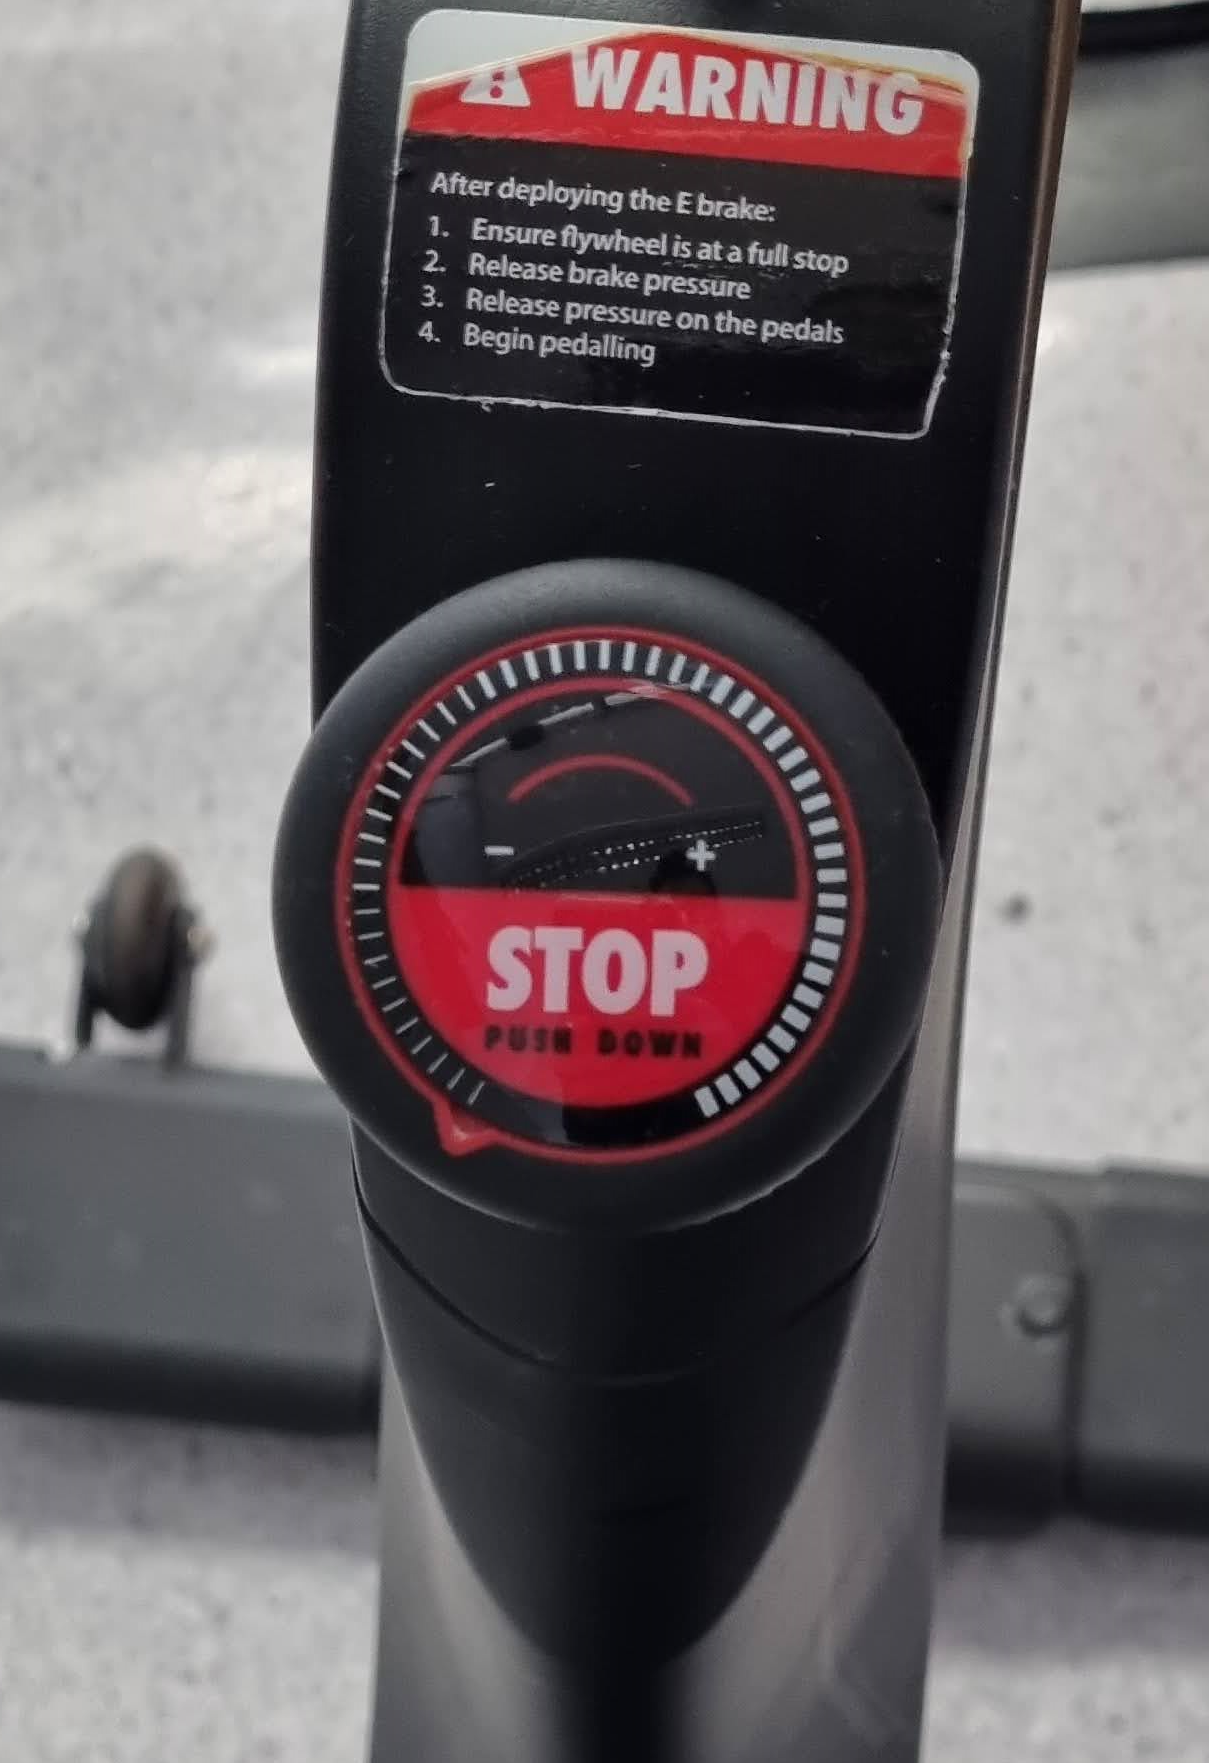 WARNING
After deploying the E brake:
1. Ensure flywheel is at a full stop
2. Release brake pressure
3. Release pressure on the pedals
4. Begin pedalling
- +
STOP
PUSH DOWN